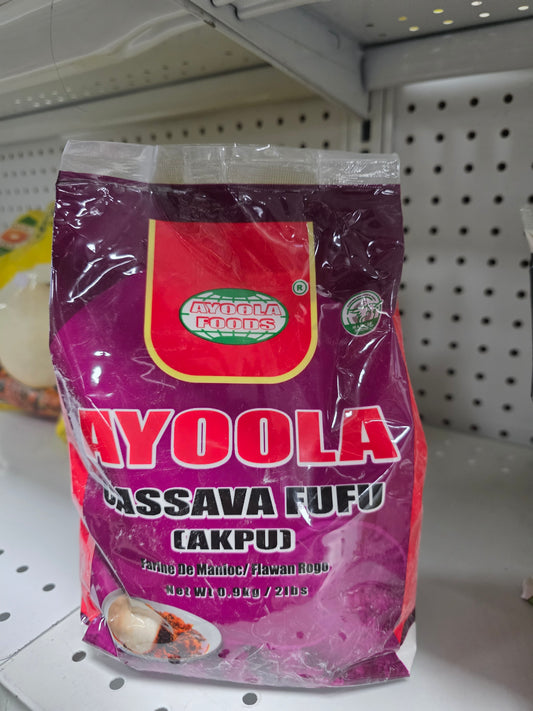 AYOOLA
FOODS
®
AYOOLA
CASSAVA FUFU
(AKPU)
Farine De Manioc/ Flawan Rogo
Net Wt 0.9kg / 2lbs